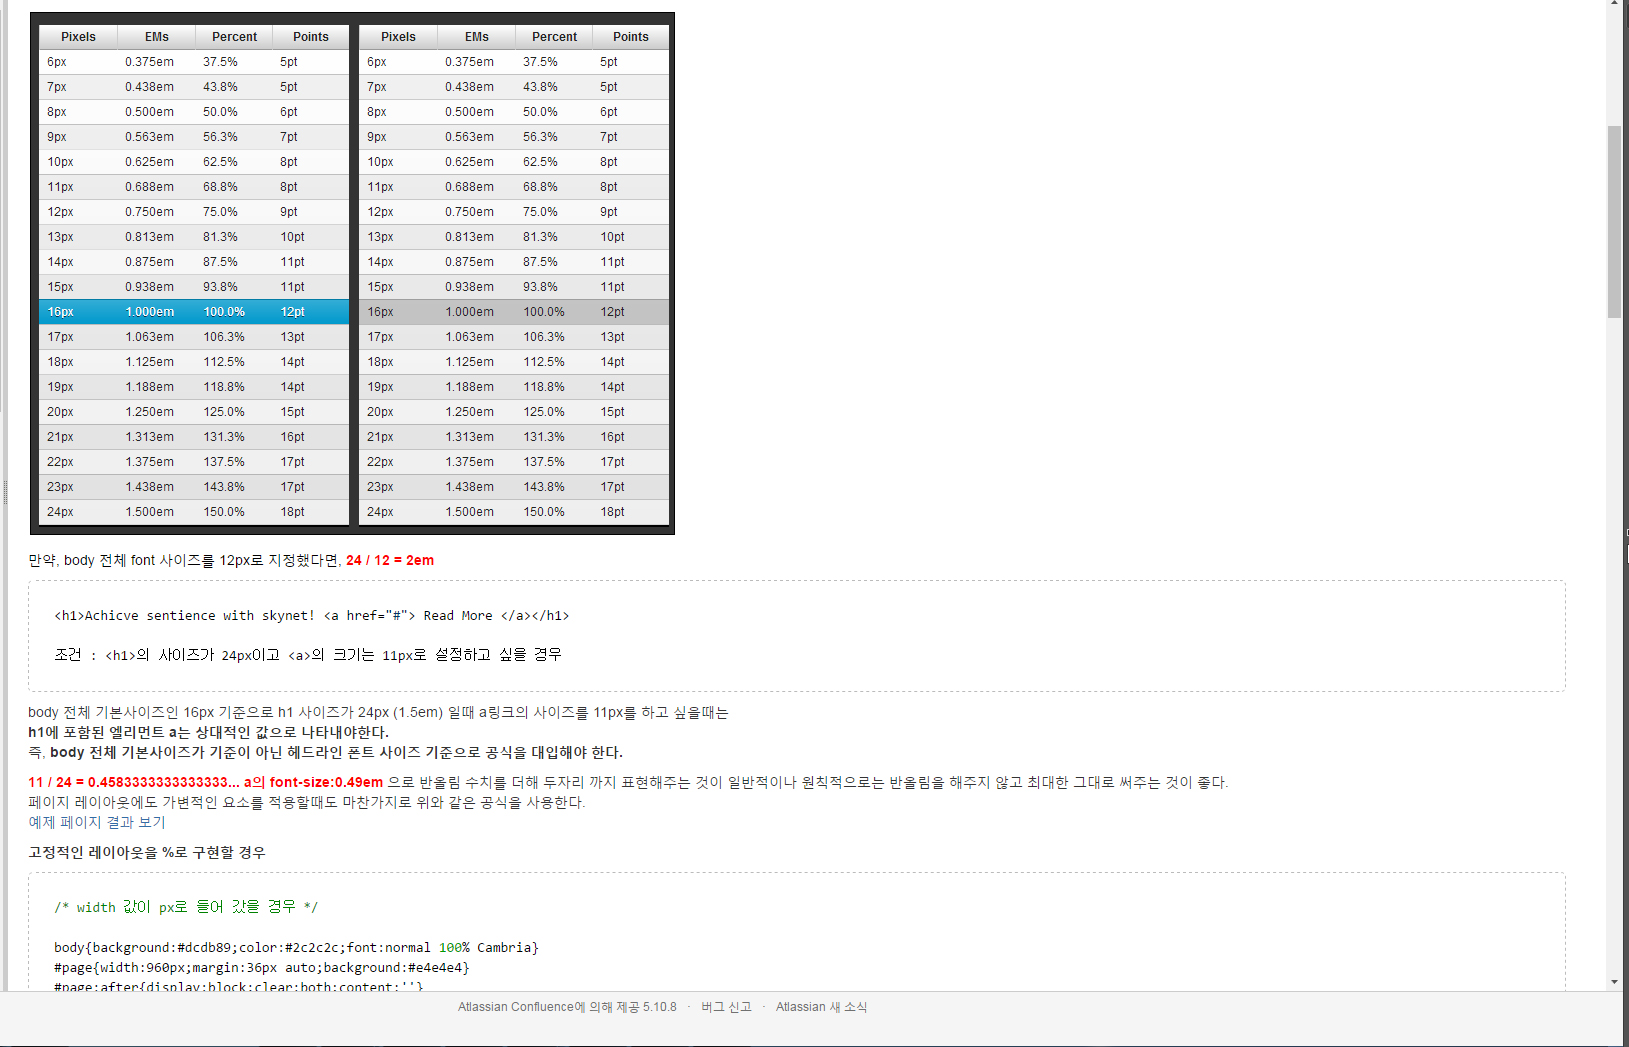 Pixels EMs Percent Points Pixels EMs Percent Points
6px 0.375em 37.5% 5pt 6px 0.375em 37.5% 5pt
7px 0.438em 43.8% 5pt 7px 0.438em 43.8% 5pt
8px 0.500em 50.0% 6pt 8px 0.500em 50.0% 6pt
9px 0.563em 56.3% 7pt 9px 0.563em 56.3% 7pt
10px 0.625em 62.5% 8pt 10px 0.625em 62.5% 8pt
11px 0.688em 68.8% 8pt 11px 0.688em 68.8% 8pt
12px 0.750em 75.0% 9pt 12px 0.750em 75.0% 9pt
13px 0.813em 81.3% 10pt 13px 0.813em 81.3% 10pt
14px 0.875em 87.5% 11pt 14px 0.875em 87.5% 11pt
15px 0.938em 93.8% 11pt 15px 0.938em 93.8% 11pt
16px 1.000em 100.0% 12pt 16px 1.000em 100.0% 12pt
17px 1.063em 106.3% 13pt 17px 1.063em 106.3% 13pt
18px 1.125em 112.5% 14pt 18px 1.125em 112.5% 14pt
19px 1.188em 118.8% 14pt 19px 1.188em 118.8% 14pt
20px 1.250em 125.0% 15pt 20px 1.250em 125.0% 15pt
21px 1.313em 131.3% 16pt 21px 1.313em 131.3% 16pt
22px 1.375em 137.5% 17pt 22px 1.375em 137.5% 17pt
23px 1.438em 143.8% 17pt 23px 1.438em 143.8% 17pt
24px 1.500em 150.0% 18pt 24px 1.500em 150.0% 18pt
만약, body 전체 font 사이즈를 12px로 지정했다면, 24 / 12 = 2em
<h1>Achicve sentience with skynet! <a href="#"> Read More </a></h1>
조건 : <h1>의 사이즈가 24px이고 <a>의 크기는 11px로 설정하고 싶을 경우
body 전체 기본사이즈인 16px 기준으로 h1 사이즈가 24px (1.5em) 일때 a링크의 사이즈를 11px를 하고 싶을때는
h1에 포함된 엘리먼트 a는 상대적인 값으로 나타내야한다.
즉, body 전체 기본사이즈가 기준이 아닌 헤드라인 폰트 사이즈 기준으로 공식을 대입해야 한다.
11 / 24 = 0.4583333333333333... a의 font-size:0.49em 으로 반올림 수치를 더해 두자리 까지 표현해주는 것이 일반적이나 원칙적으로는 반올림을 해주지 않고 최대한 그대로 써주는 것이 좋다.
페이지 레이아웃에도 가변적인 요소를 적용할때도 마찬가지로 위와 같은 공식을 사용한다.
예제 페이지 결과 보기
고정적인 레이아웃을 %로 구현할 경우
/* width 값이 px로 들어 갔을 경우 */
body{background:#dcdb89;color:#2c2c2c;font:normal 100% Cambria}
#page{width:960px;margin:36px auto;background:#e4e4e4}
#page:after{display:block;clear:both;content:''}
Atlassian Confluence에 의해 제공 5.10.8 · 버그 신고 · Atlassian 새 소식